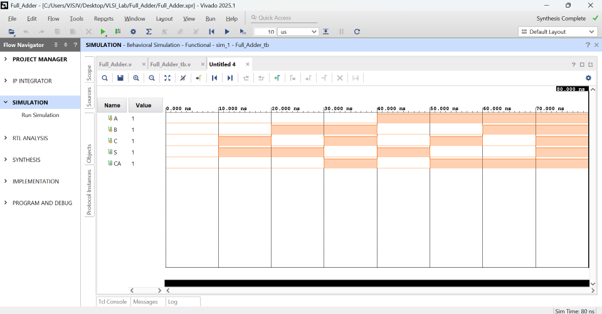 Full_Adder - [C:/Users/VJSJV/Desktop/VLSI_Lab/Full_Adder/Full_Adder.xpr] - Vivado 2025.1
File Edit Flow Tools Reports Window Layout View Run Help Quick Access Synthesis Complete
10 us Default Layout
Flow Navigator SIMULATION - Behavioral Simulation - Functional - sim_1 - Full_Adder_tb
PROJECT MANAGER
IP INTEGRATOR
SIMULATION
Run Simulation
RTL ANALYSIS
SYNTHESIS
IMPLEMENTATION
PROGRAM AND DEBUG
Scope
Sources
Objects
Protocol Instances
Full_Adder.v Full_Adder_tb.v Untitled 4
80.000 ns
Name Value 0.000 ns 10.000 ns 20.000 ns 30.000 ns 40.000 ns 50.000 ns 60.000 ns 70.000 ns
A 1
B 1
C 1
S 1
CA 1
Tcl Console Messages Log
Sim Time: 80 ns